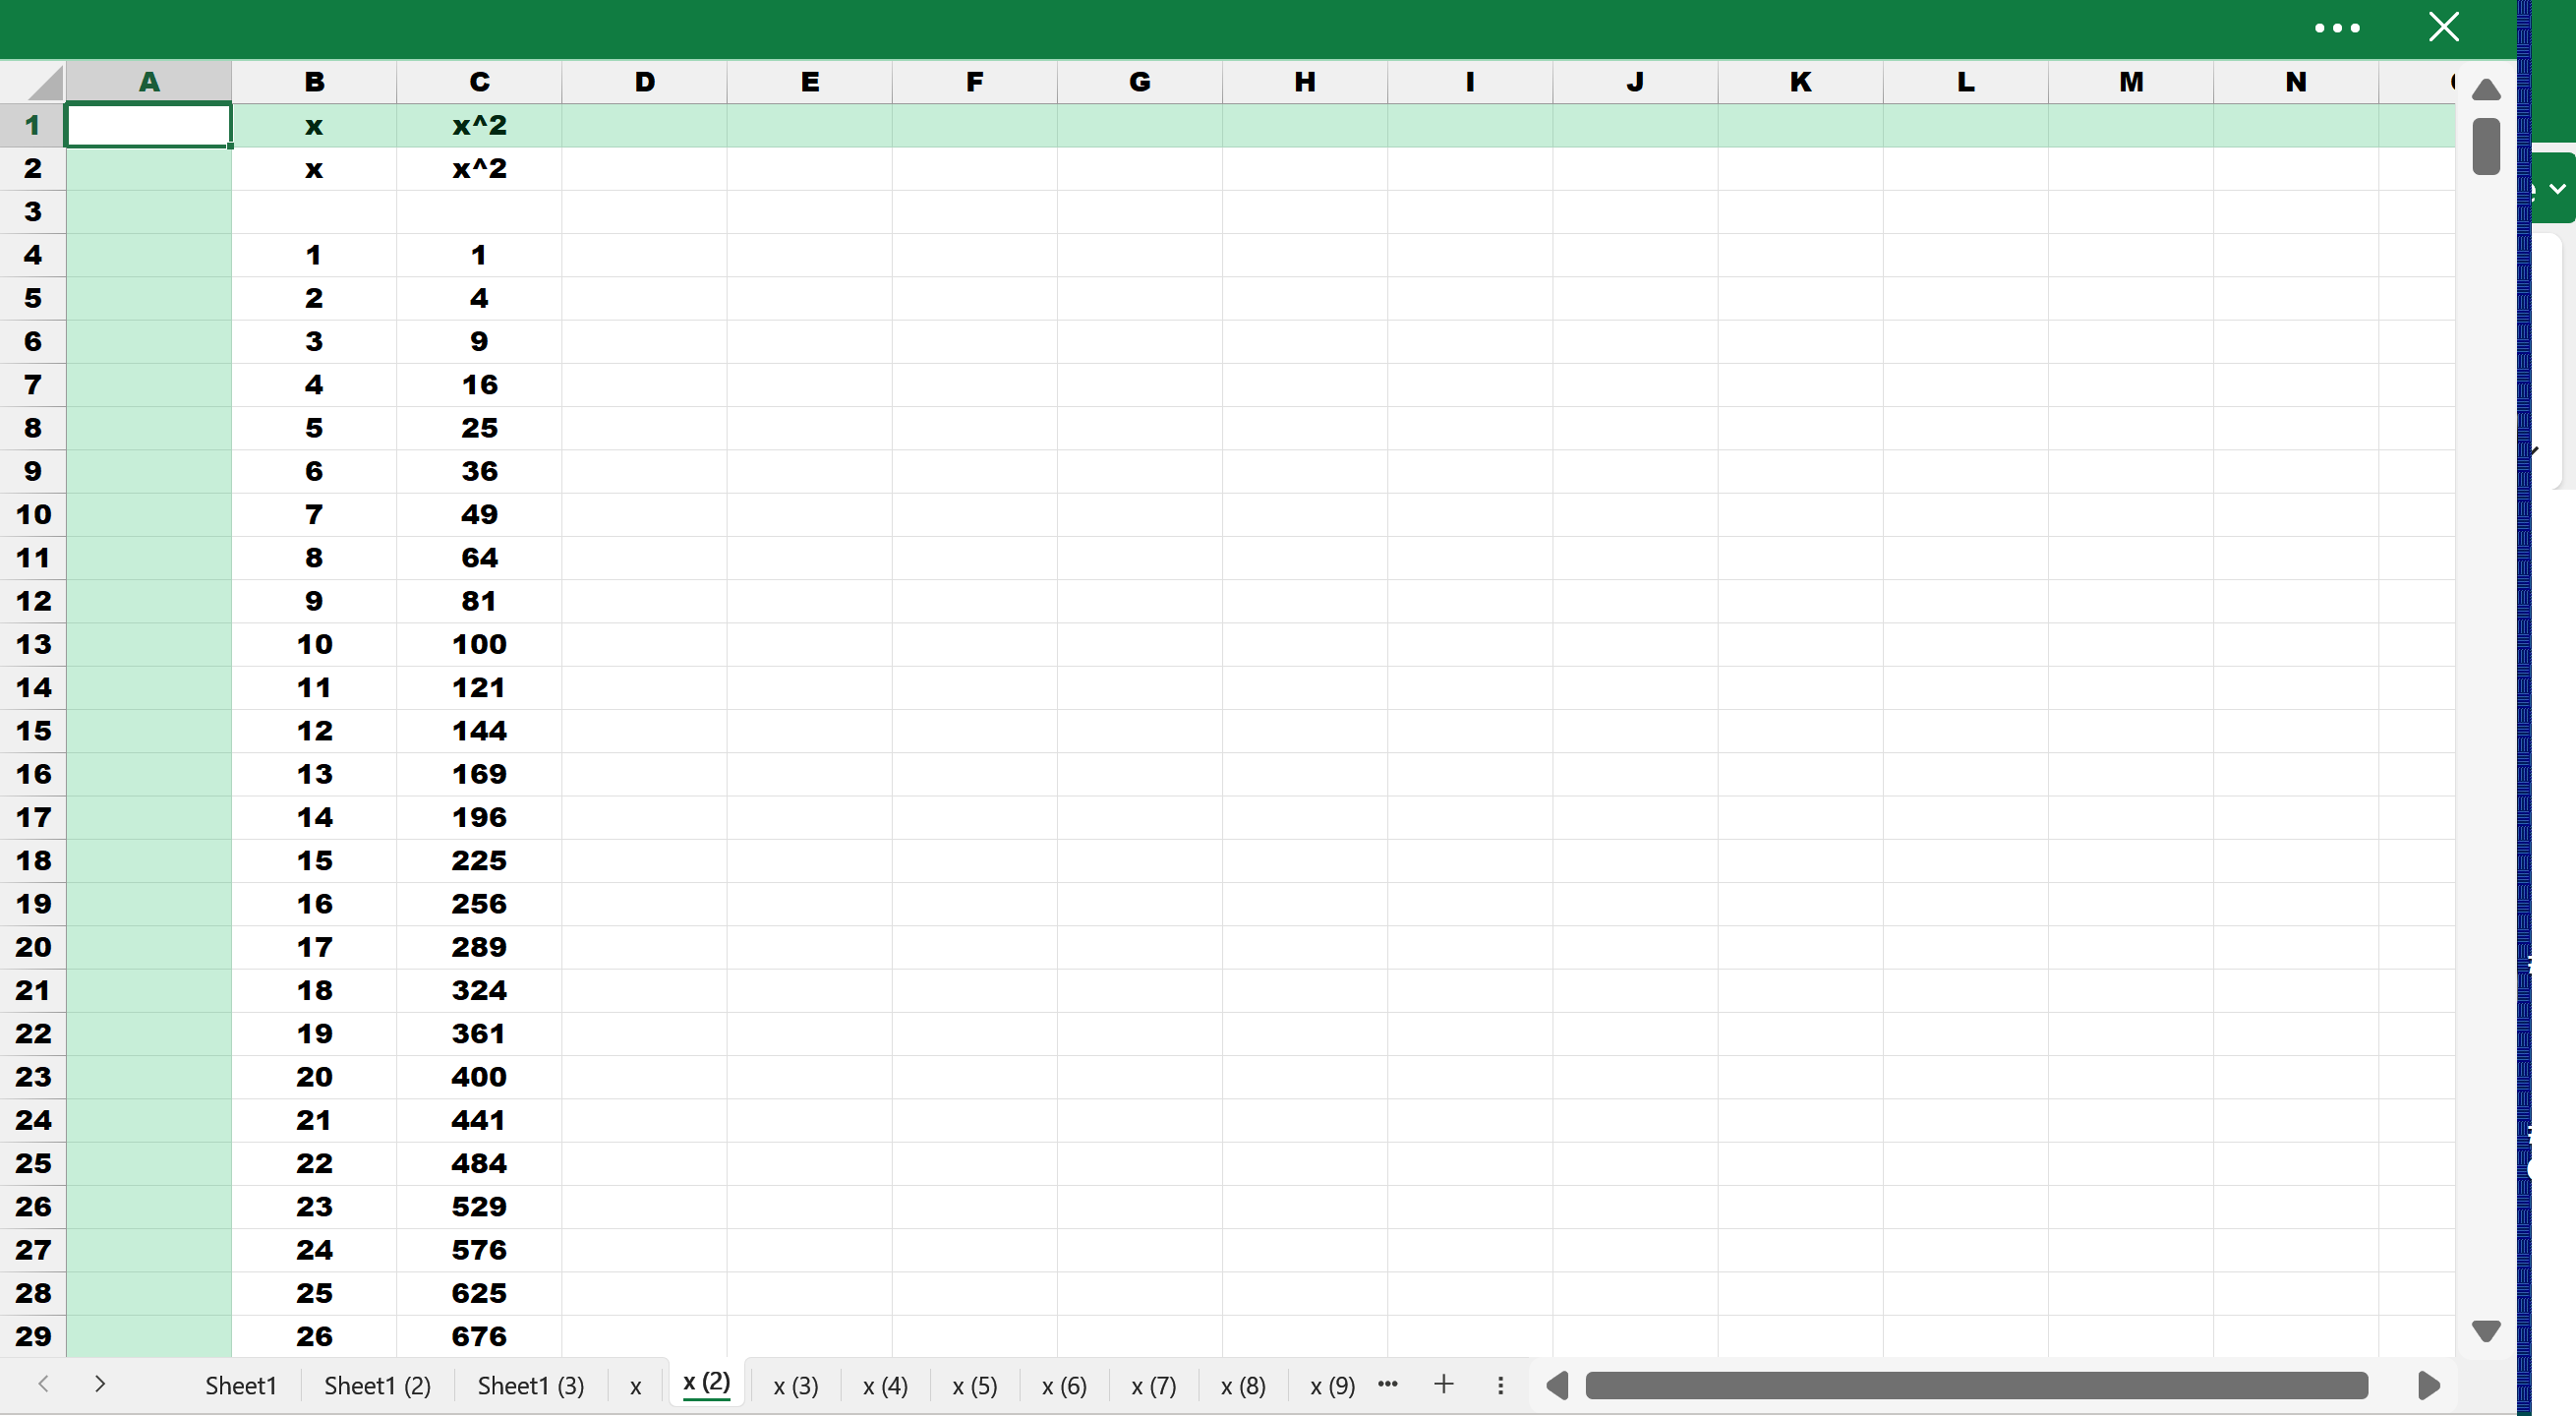 A B C D E F G H I J K L M N
1 x x^2
2 x x^2
3
4 1 1
5 2 4
6 3 9
7 4 16
8 5 25
9 6 36
10 7 49
11 8 64
12 9 81
13 10 100
14 11 121
15 12 144
16 13 169
17 14 196
18 15 225
19 16 256
20 17 289
21 18 324
22 19 361
23 20 400
24 21 441
25 22 484
26 23 529
27 24 576
28 25 625
29 26 676
Sheet1 Sheet1 (2) Sheet1 (3) x x (2) x (3) x (4) x (5) x (6) x (7) x (8) x (9) ••• +